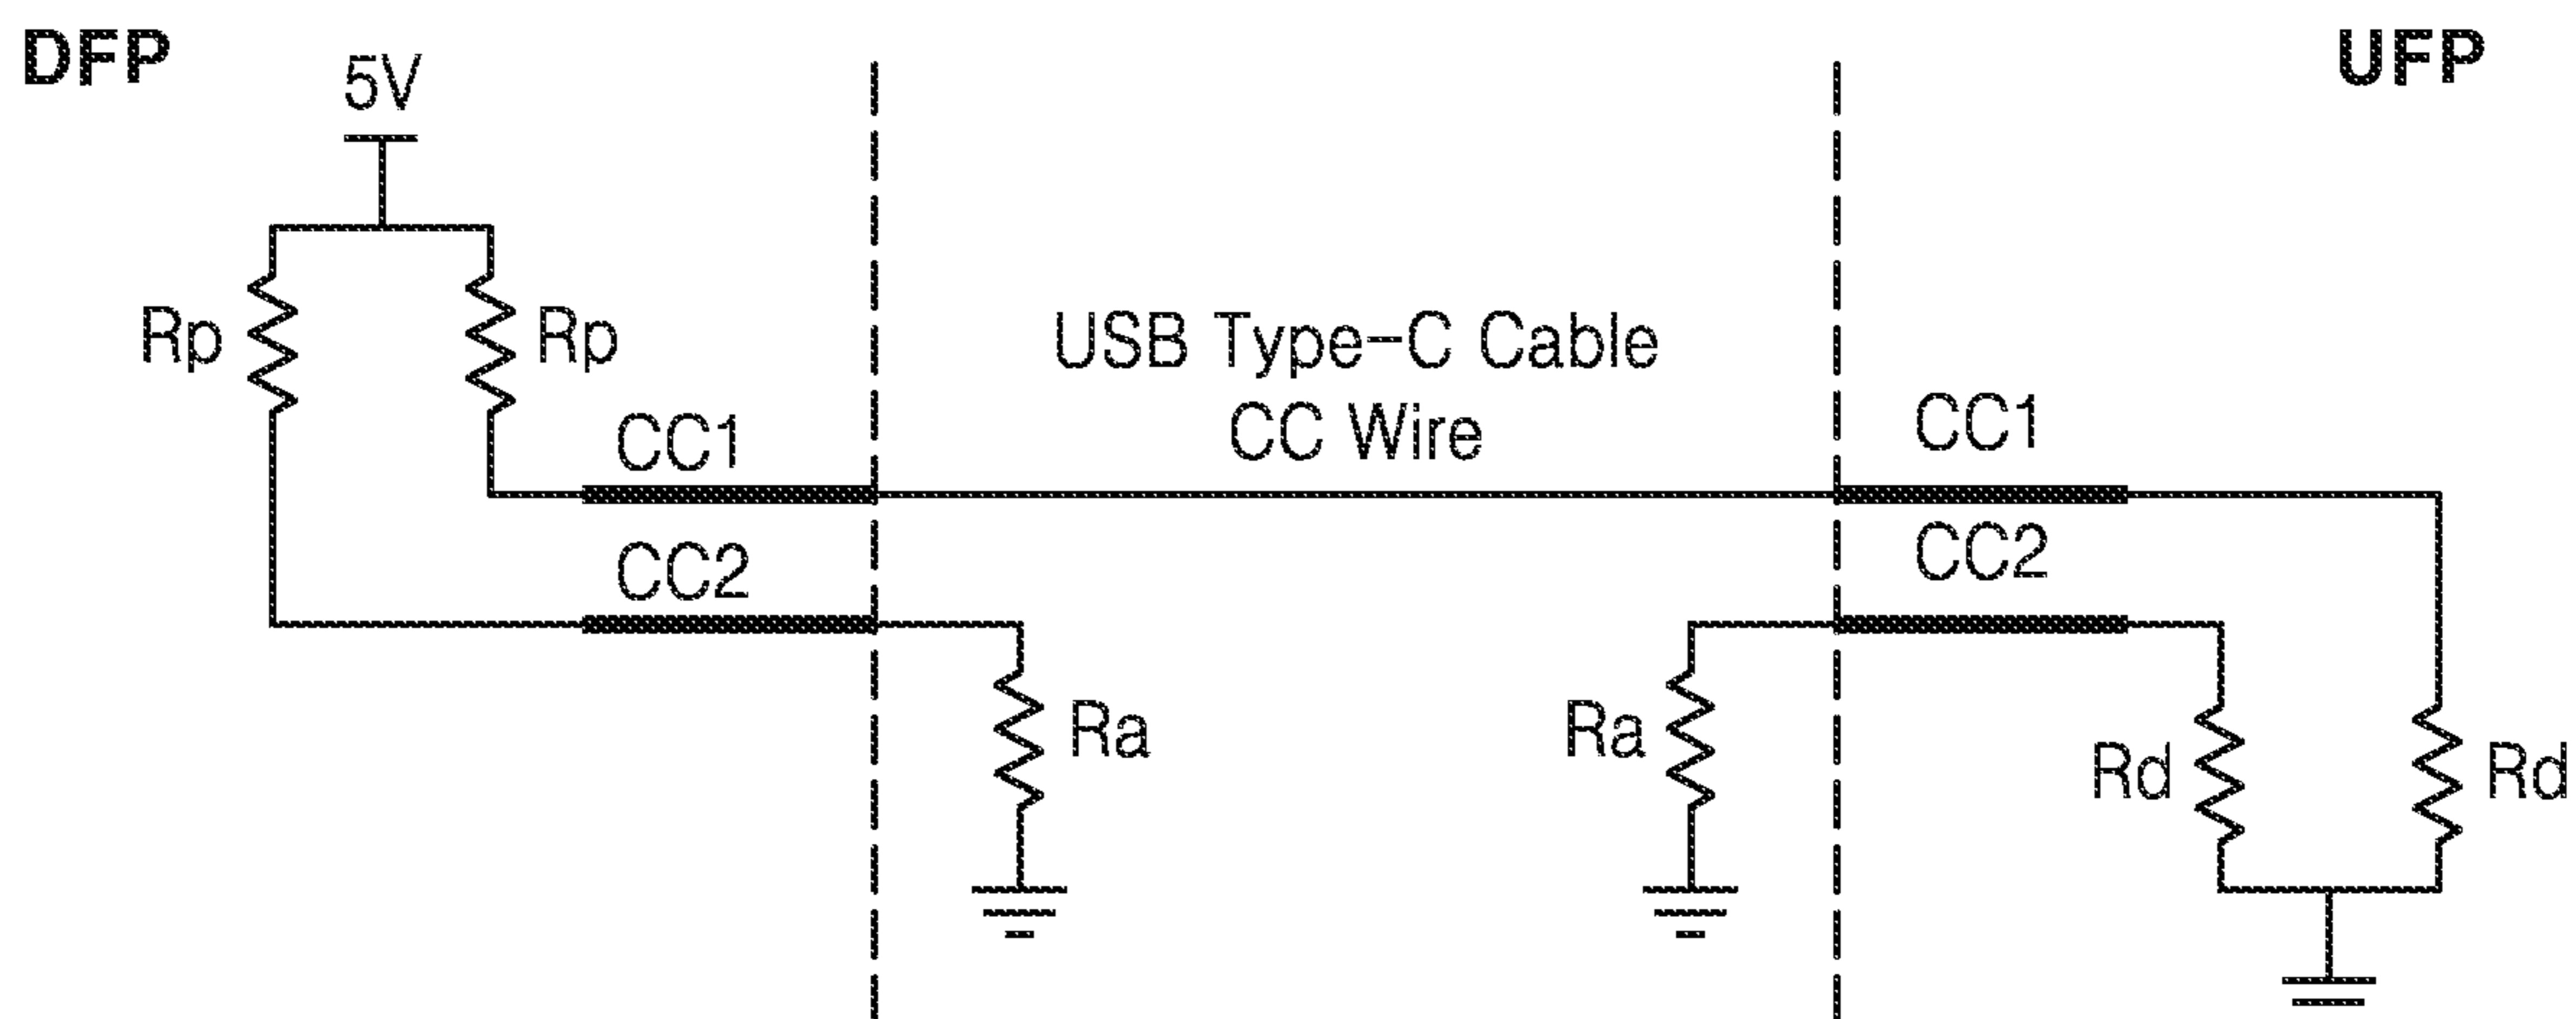 DFP
UFP
5V
Rp
Rp
USB Type-C Cable
CC Wire
CC1
CC1
CC2
CC2
Ra
Ra
Rd
Rd